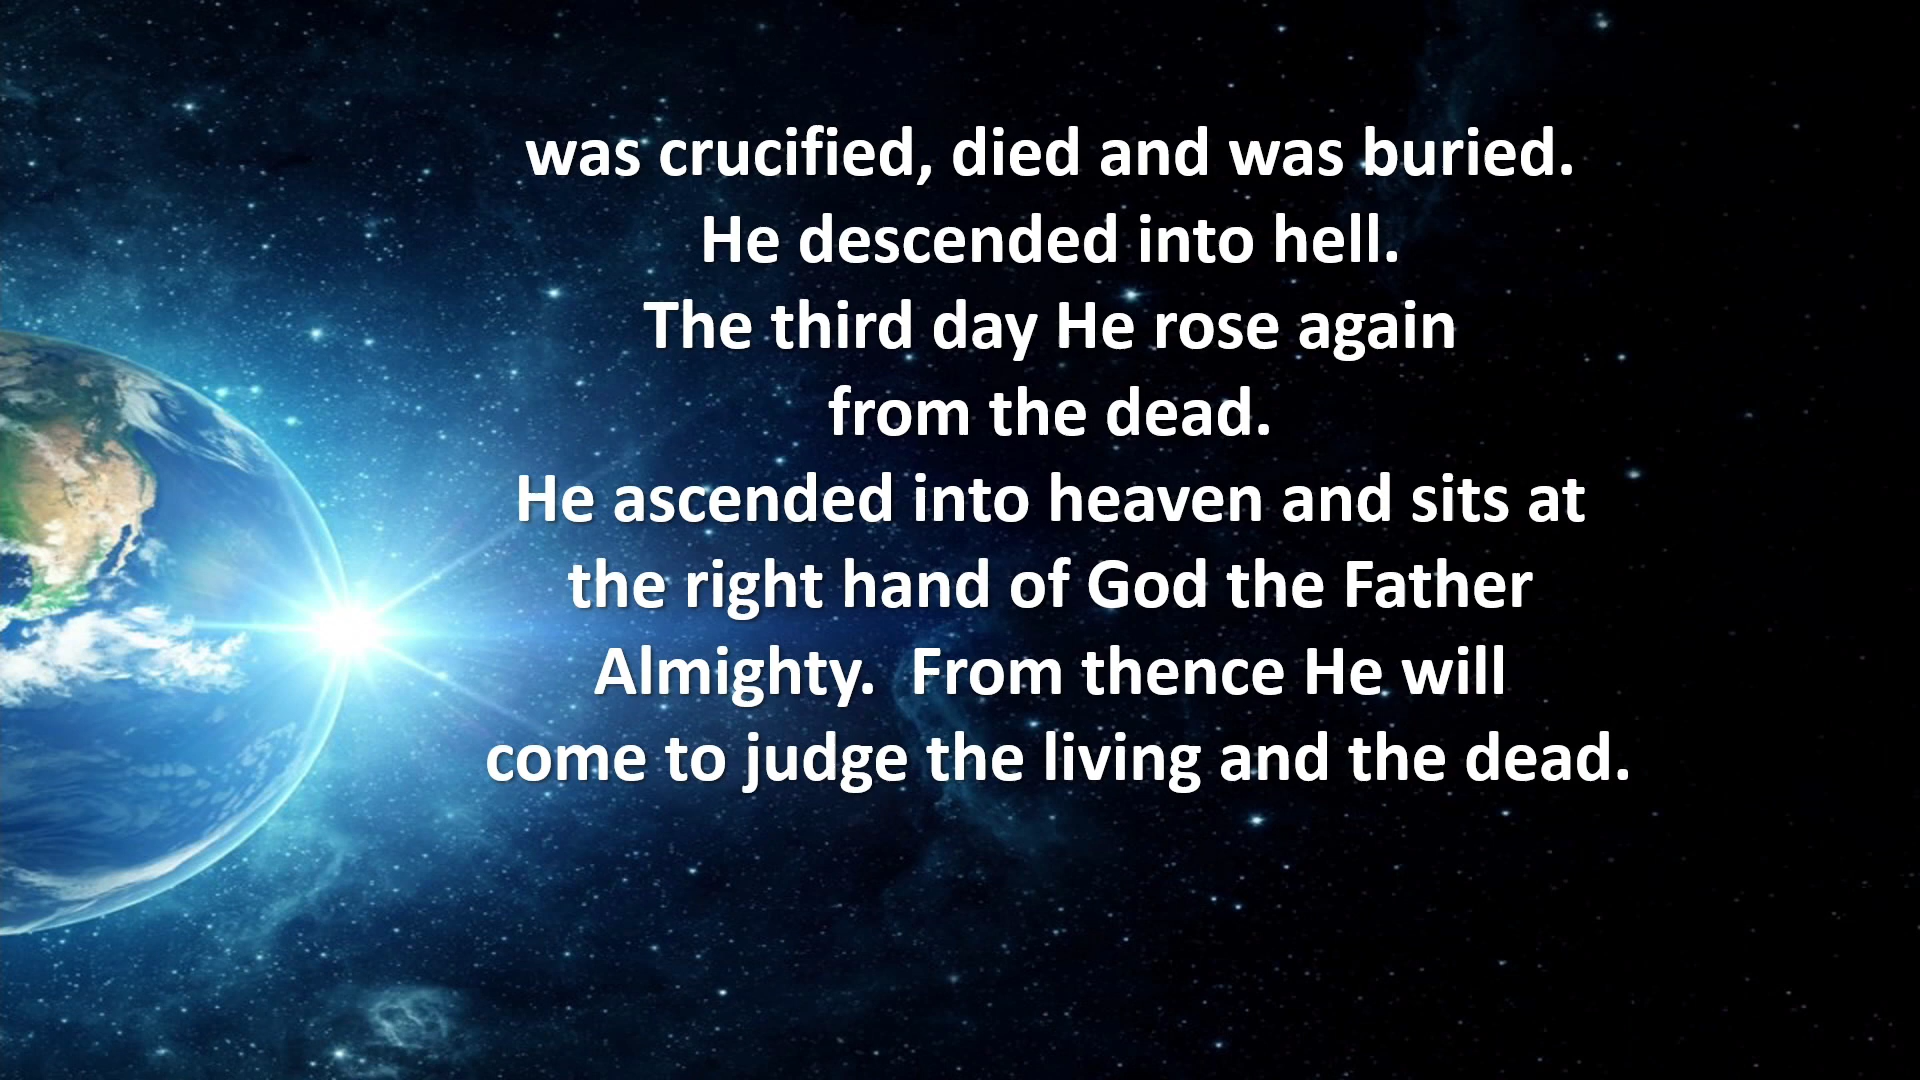 was crucified, died and was buried.
He descended into hell.
The third day He rose again
from the dead.
He ascended into heaven and sits at
the right hand of God the Father
Almighty.  From thence He will
come to judge the living and the dead.